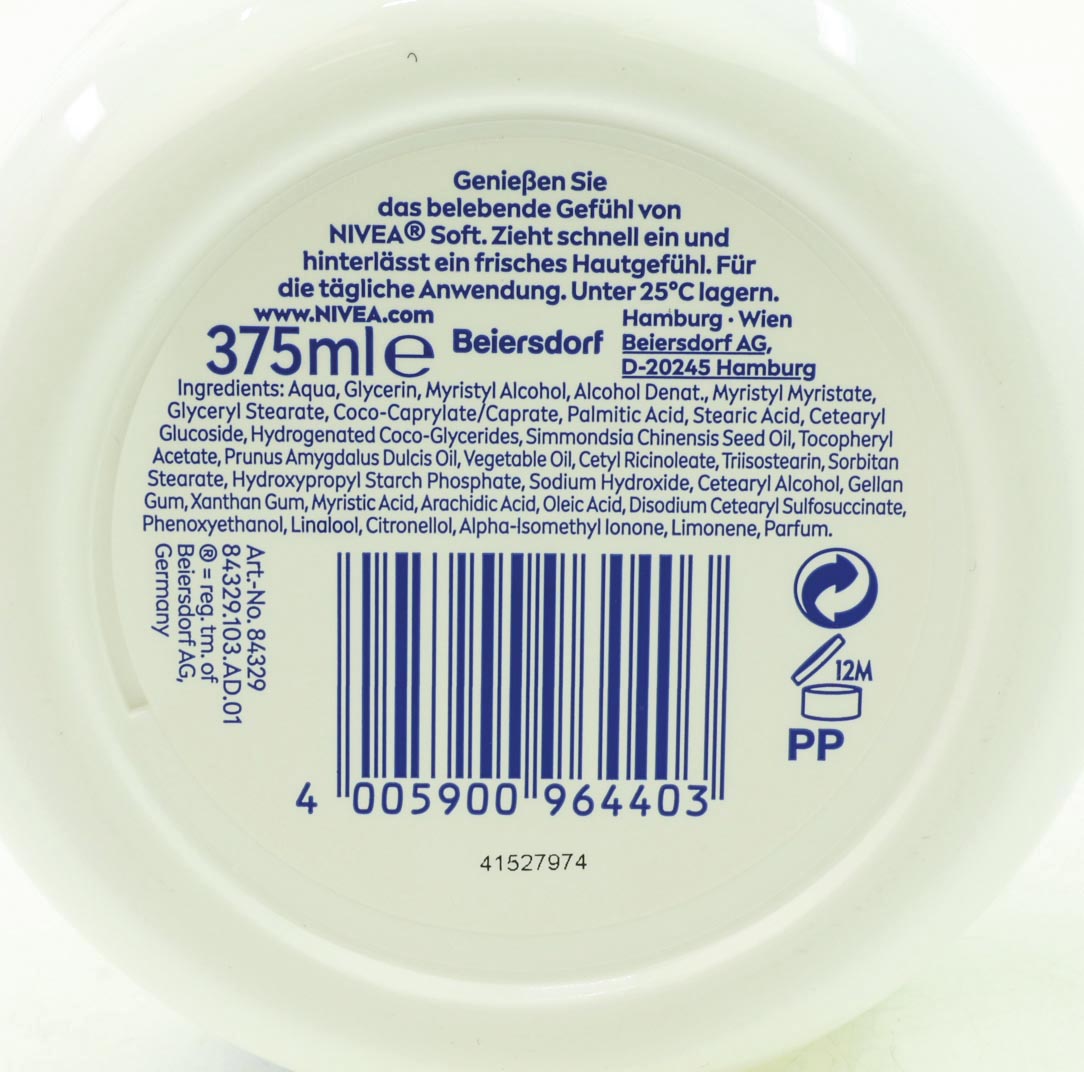 Genießen Sie
das belebende Gefühl von
NIVEA® Soft. Zieht schnell ein und
hinterlässt ein frisches Hautgefühl. Für
die tägliche Anwendung. Unter 25°C lagern.
www.NIVEA.com
375ml e
Beiersdorf
Hamburg · Wien
Beiersdorf AG,
D-20245 Hamburg
Ingredients: Aqua, Glycerin, Myristyl Alcohol, Alcohol Denat., Myristyl Myristate,
Glyceryl Stearate, Coco-Caprylate/Caprate, Palmitic Acid, Stearic Acid, Cetearyl
Glucoside, Hydrogenated Coco-Glycerides, Simmondsia Chinensis Seed Oil, Tocopheryl
Acetate, Prunus Amygdalus Dulcis Oil, Vegetable Oil, Cetyl Ricinoleate, Triisostearin, Sorbitan
Stearate, Hydroxypropyl Starch Phosphate, Sodium Hydroxide, Cetearyl Alcohol, Gellan
Gum, Xanthan Gum, Myristic Acid, Arachidic Acid, Oleic Acid, Disodium Cetearyl Sulfosuccinate,
Phenoxyethanol, Linalool, Citronellol, Alpha-Isomethyl Ionone, Limonene, Parfum.
Art.-No. 84329
84329.103.AD.01
® = reg. tm. of
Beiersdorf AG,
Germany
12M
PP
4 005900 964403
41527974